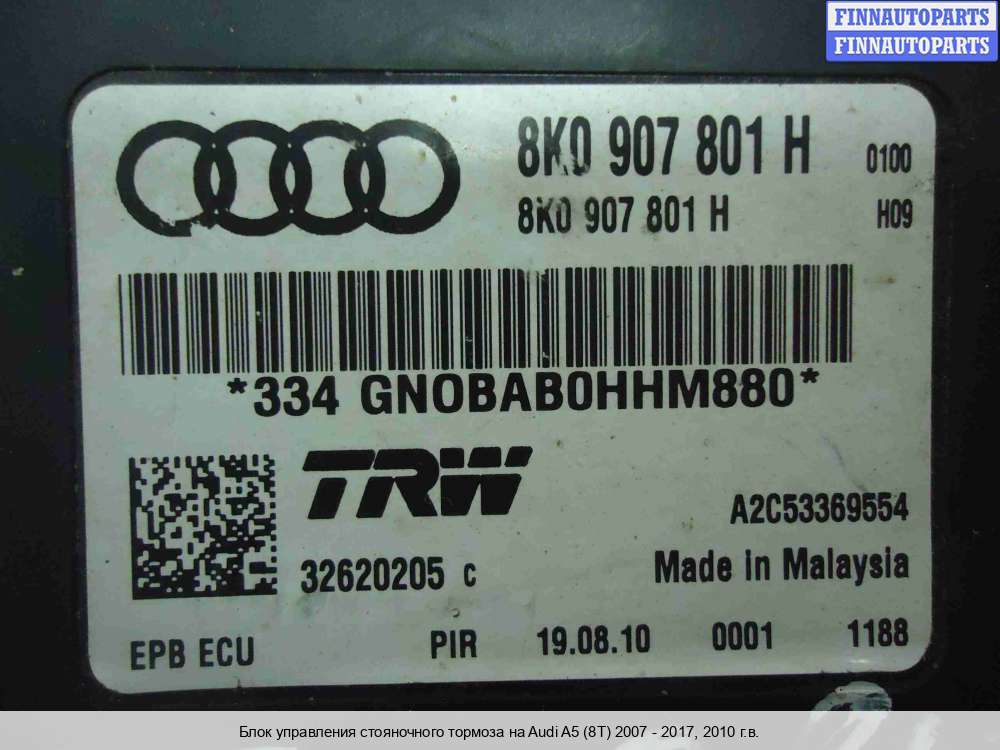 FINNAUTOPARTS
FINNAUTOPARTS
8K0 907 801 H 0100
8K0 907 801 H H09
*334 GN0BAB0HHM880*
TRW
A2C53369554
32620205 c Made in Malaysia
EPB ECU PIR 19.08.10 0001 1188
Блок управления стояночного тормоза на Audi A5 (8T) 2007 - 2017, 2010 г.в.